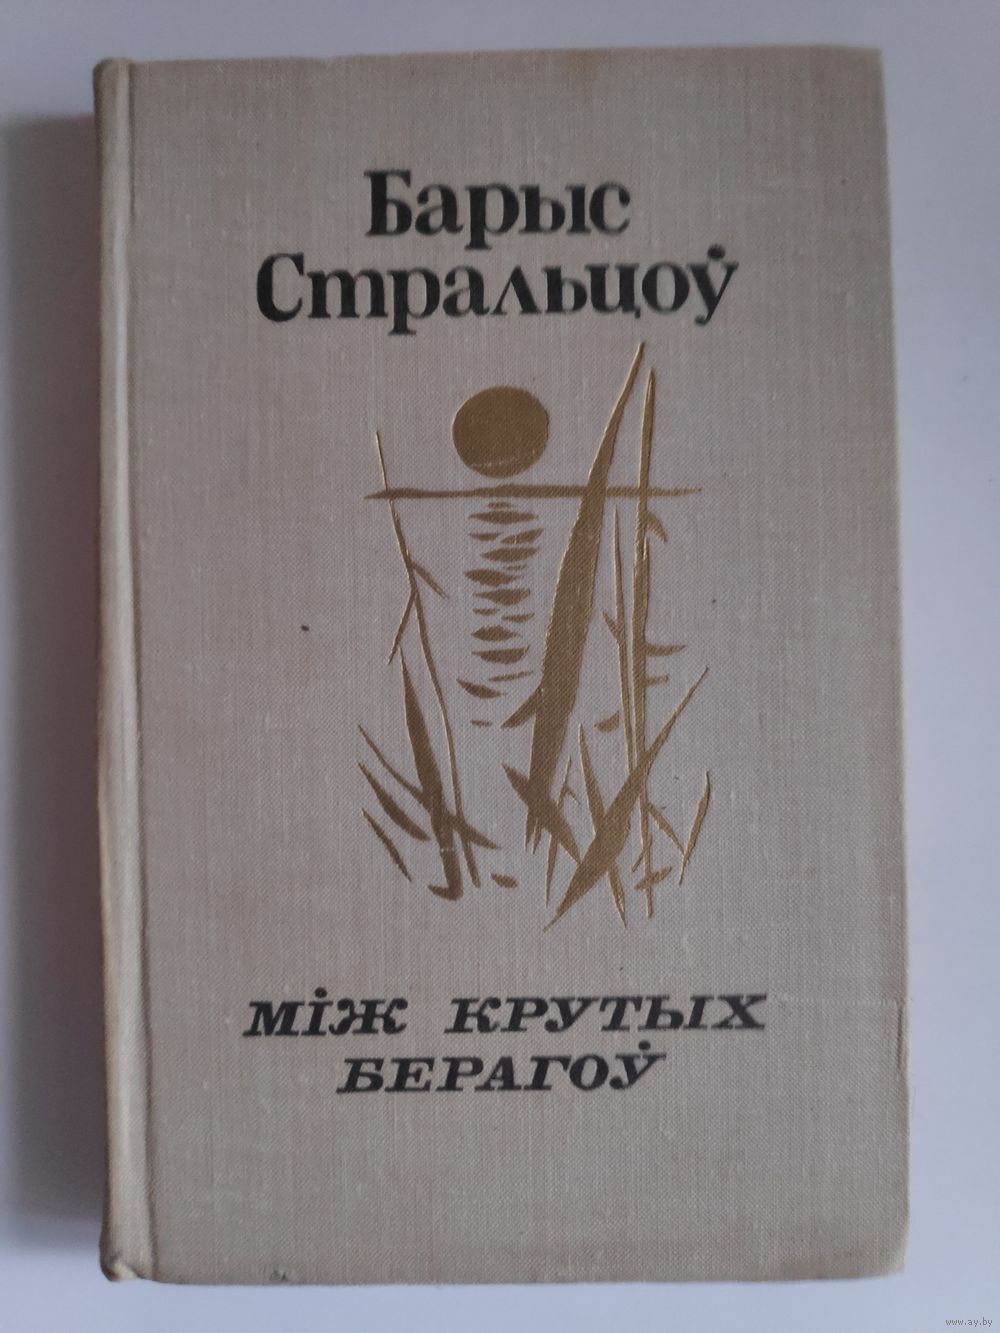 Барыс
Стральцоў
між крутых
берагоў
www.ay.by